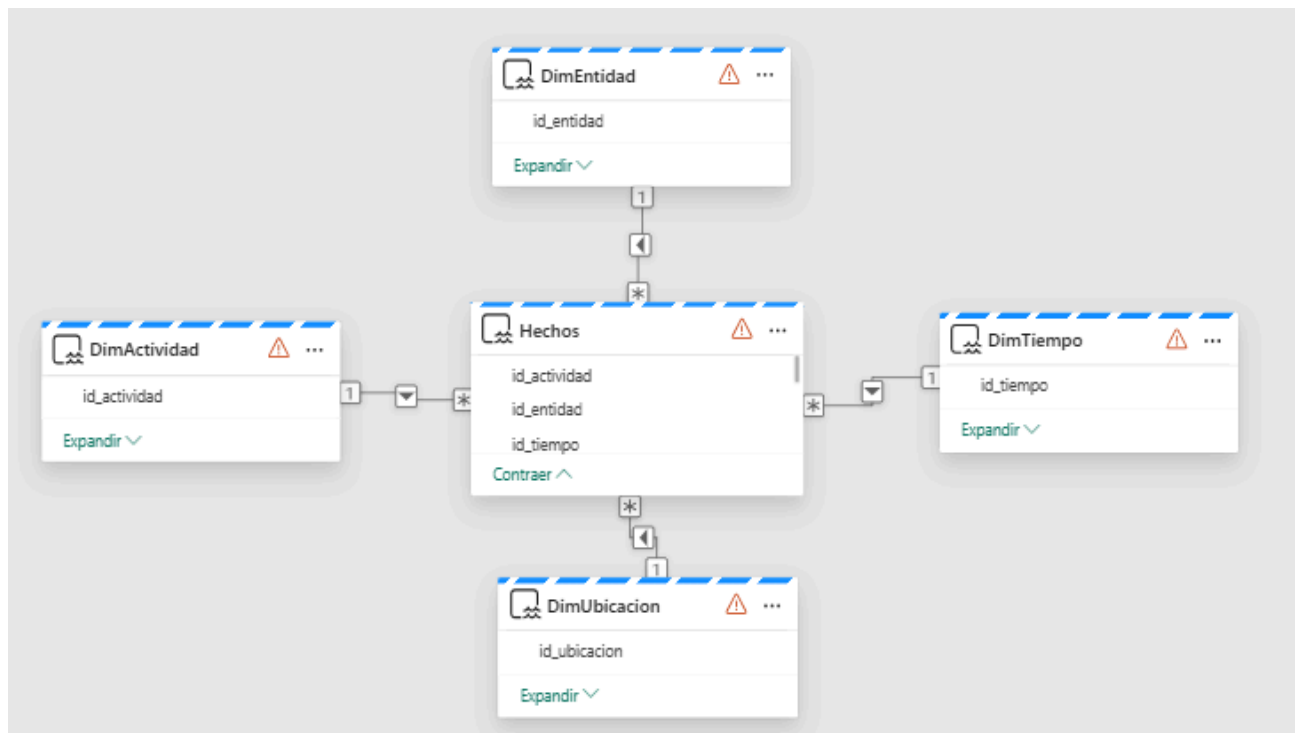 DimEntidad
id_entidad
Expandir
1
*
DimActividad
id_actividad
Expandir
1
*
Hechos
id_actividad
id_entidad
id_tiempo
Contraer
*
1
DimTiempo
id_tiempo
Expandir
*
1
DimUbicacion
id_ubicacion
Expandir